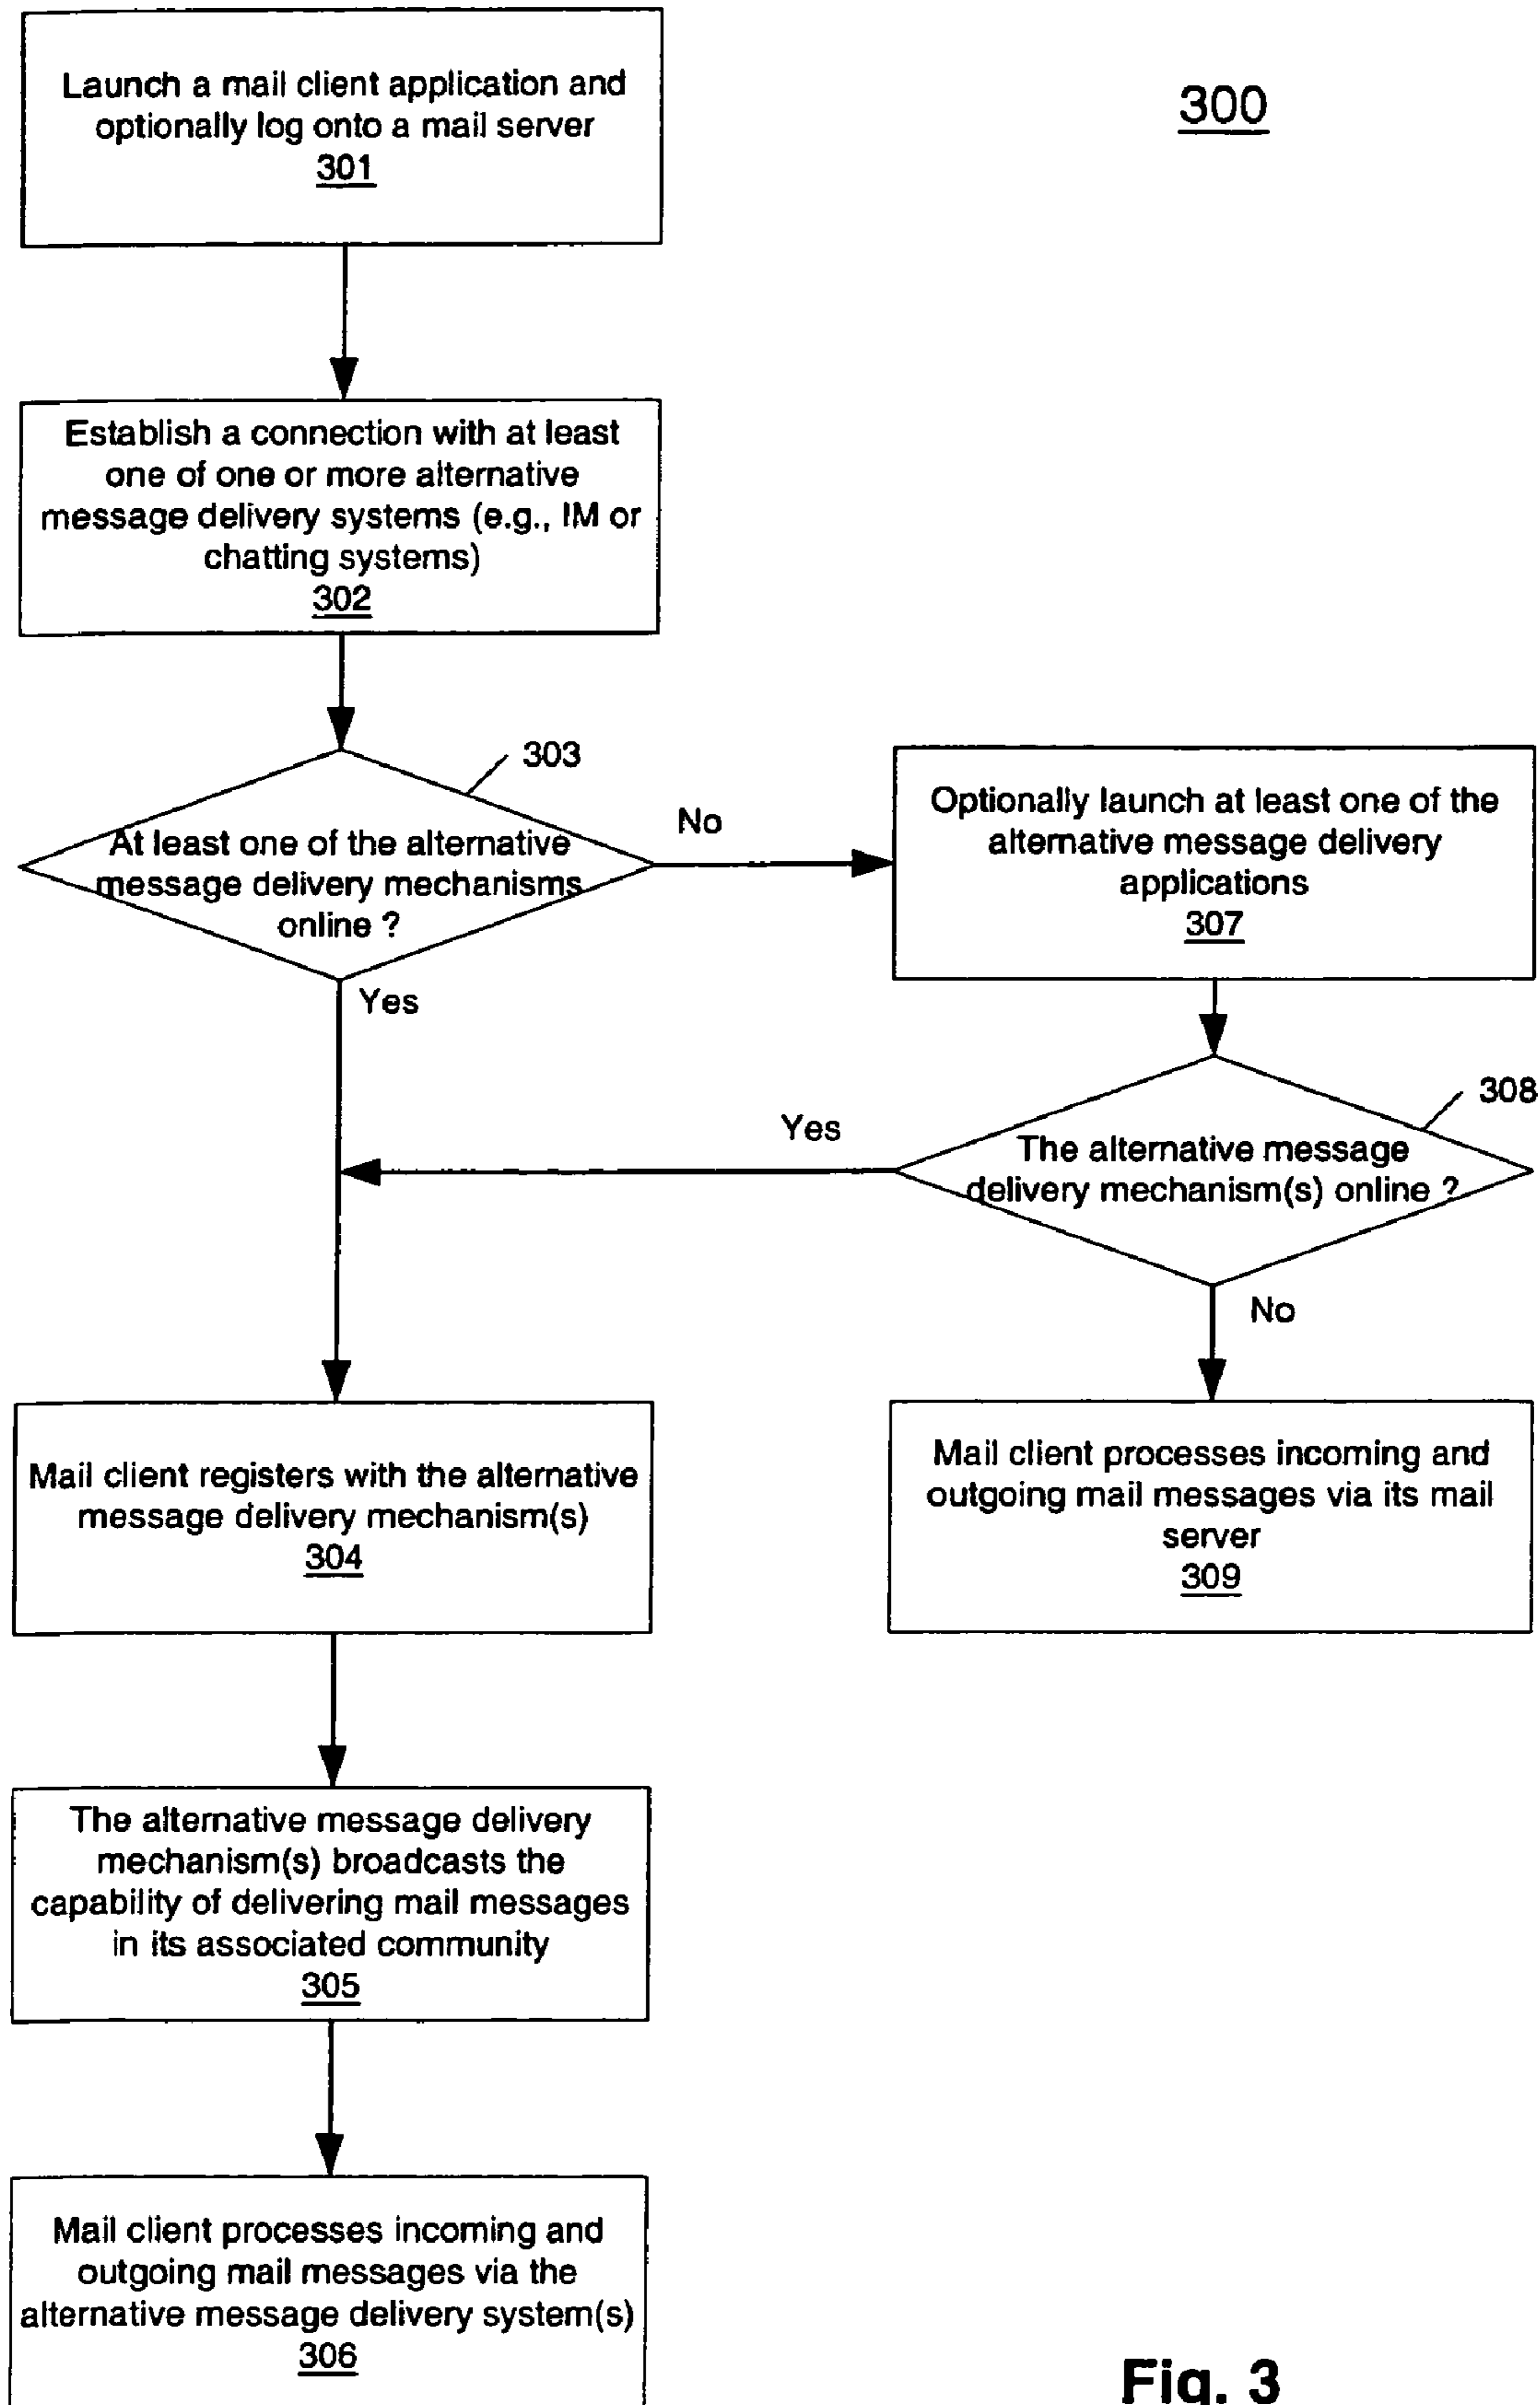 300
Launch a mail client application and
optionally log onto a mail server
301
Establish a connection with at least
one of one or more alternative
message delivery systems (e.g., IM or
chatting systems)
302
303
At least one of the alternative
message delivery mechanisms
online ?
No
Yes
Optionally launch at least one of the
alternative message delivery
applications
307
308
The alternative message
delivery mechanism(s) online ?
Yes
No
Mail client registers with the alternative
message delivery mechanism(s)
304
Mail client processes incoming and
outgoing mail messages via its mail
server
309
The alternative message delivery
mechanism(s) broadcasts the
capability of delivering mail messages
in its associated community
305
Mail client processes incoming and
outgoing mail messages via the
alternative message delivery system(s)
306
Fig. 3